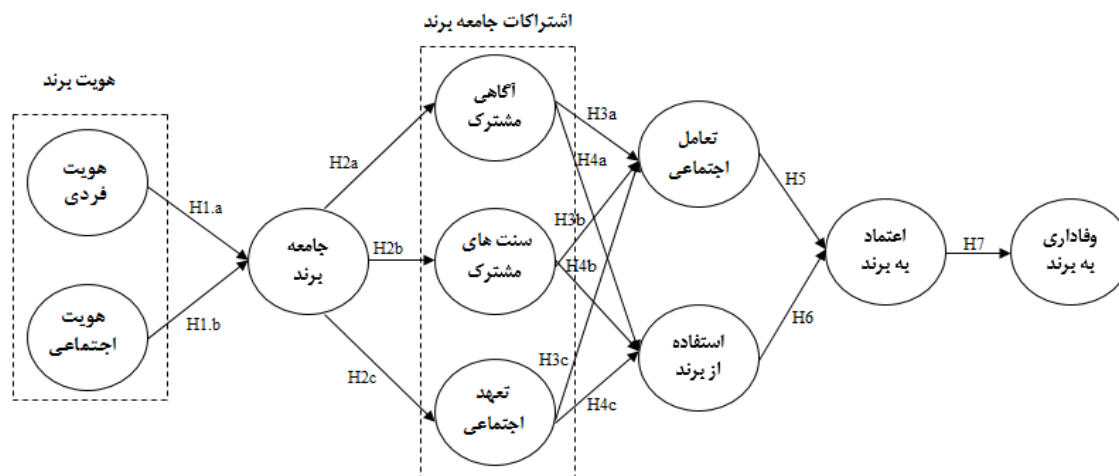 اشتراکات جامعه برند
هویت برند
هویت
فردی
هویت
اجتماعی
H1.a
H1.b
جامعه
برند
H2a
H2b
H2c
آگاهی
مشترک
سنت های
مشترک
تعهد
اجتماعی
H3a
H4a
H3b
H4b
H3c
H4c
تعامل
اجتماعی
استفاده
از برند
H5
H6
اعتماد
به برند
H7
وفاداری
به برند